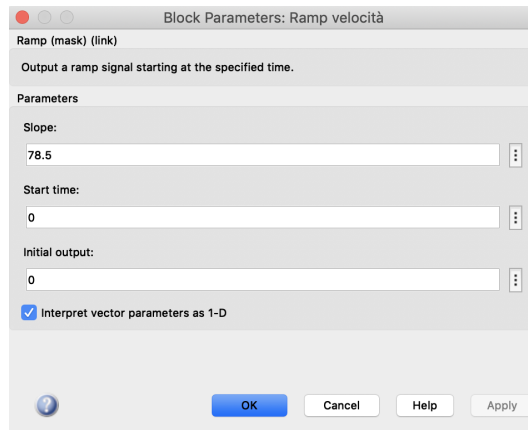 Block Parameters: Ramp velocità
Ramp (mask) (link)
Output a ramp signal starting at the specified time.
Parameters
Slope:
78.5
Start time:
0
Initial output:
0
Interpret vector parameters as 1-D
?
OK Cancel Help Apply